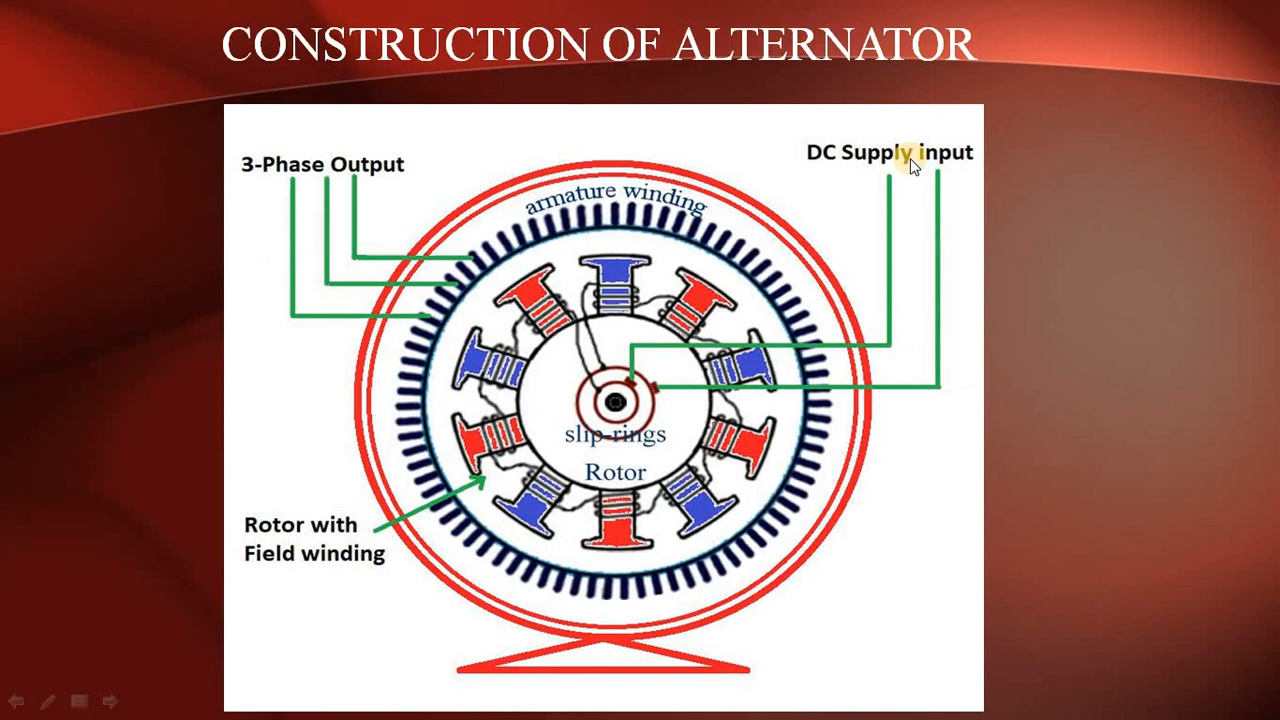 CONSTRUCTION OF ALTERNATOR
3-Phase Output
DC Supply input
armature winding
slip-rings
Rotor
Rotor with
Field winding